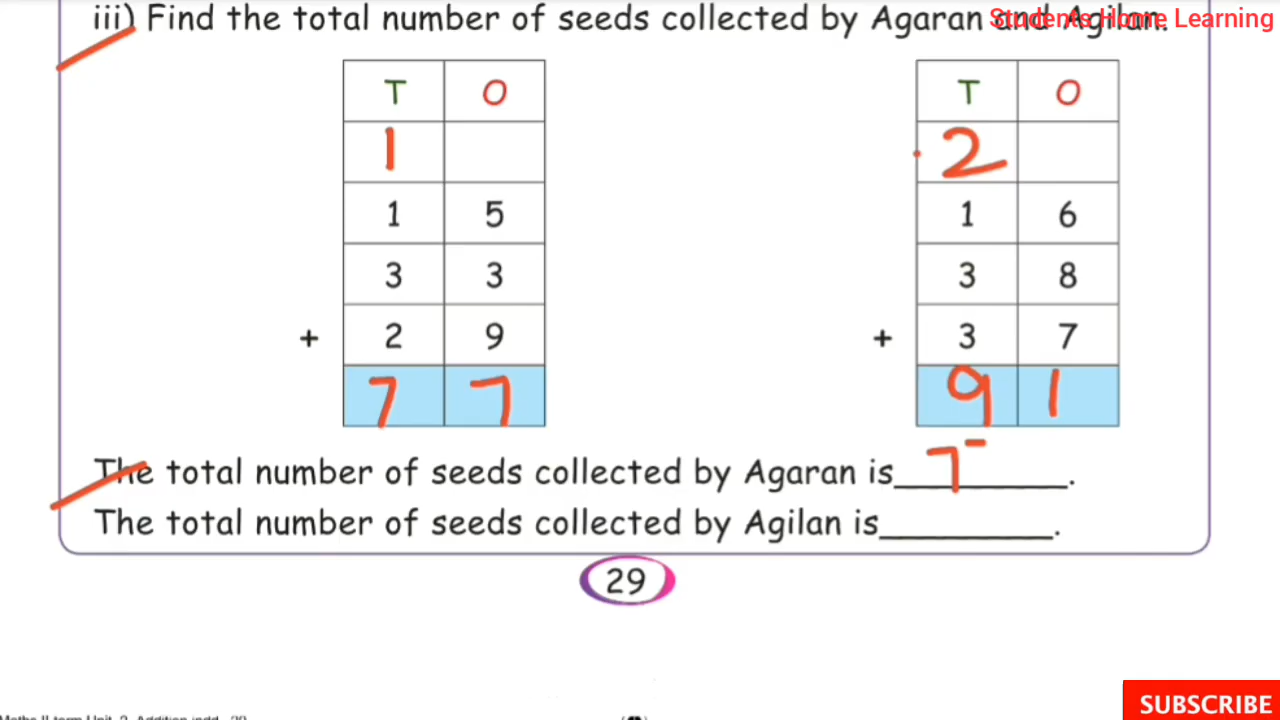 iii) Find the total number of seeds collected by Agaran and Agilan.
Students Home Learning
T O T O
1 2
1 5 1 6
3 3 3 8
+ 2 9 + 3 7
7 7 9 1
The total number of seeds collected by Agaran is 7
The total number of seeds collected by Agilan is__________.
29
SUBSCRIBE